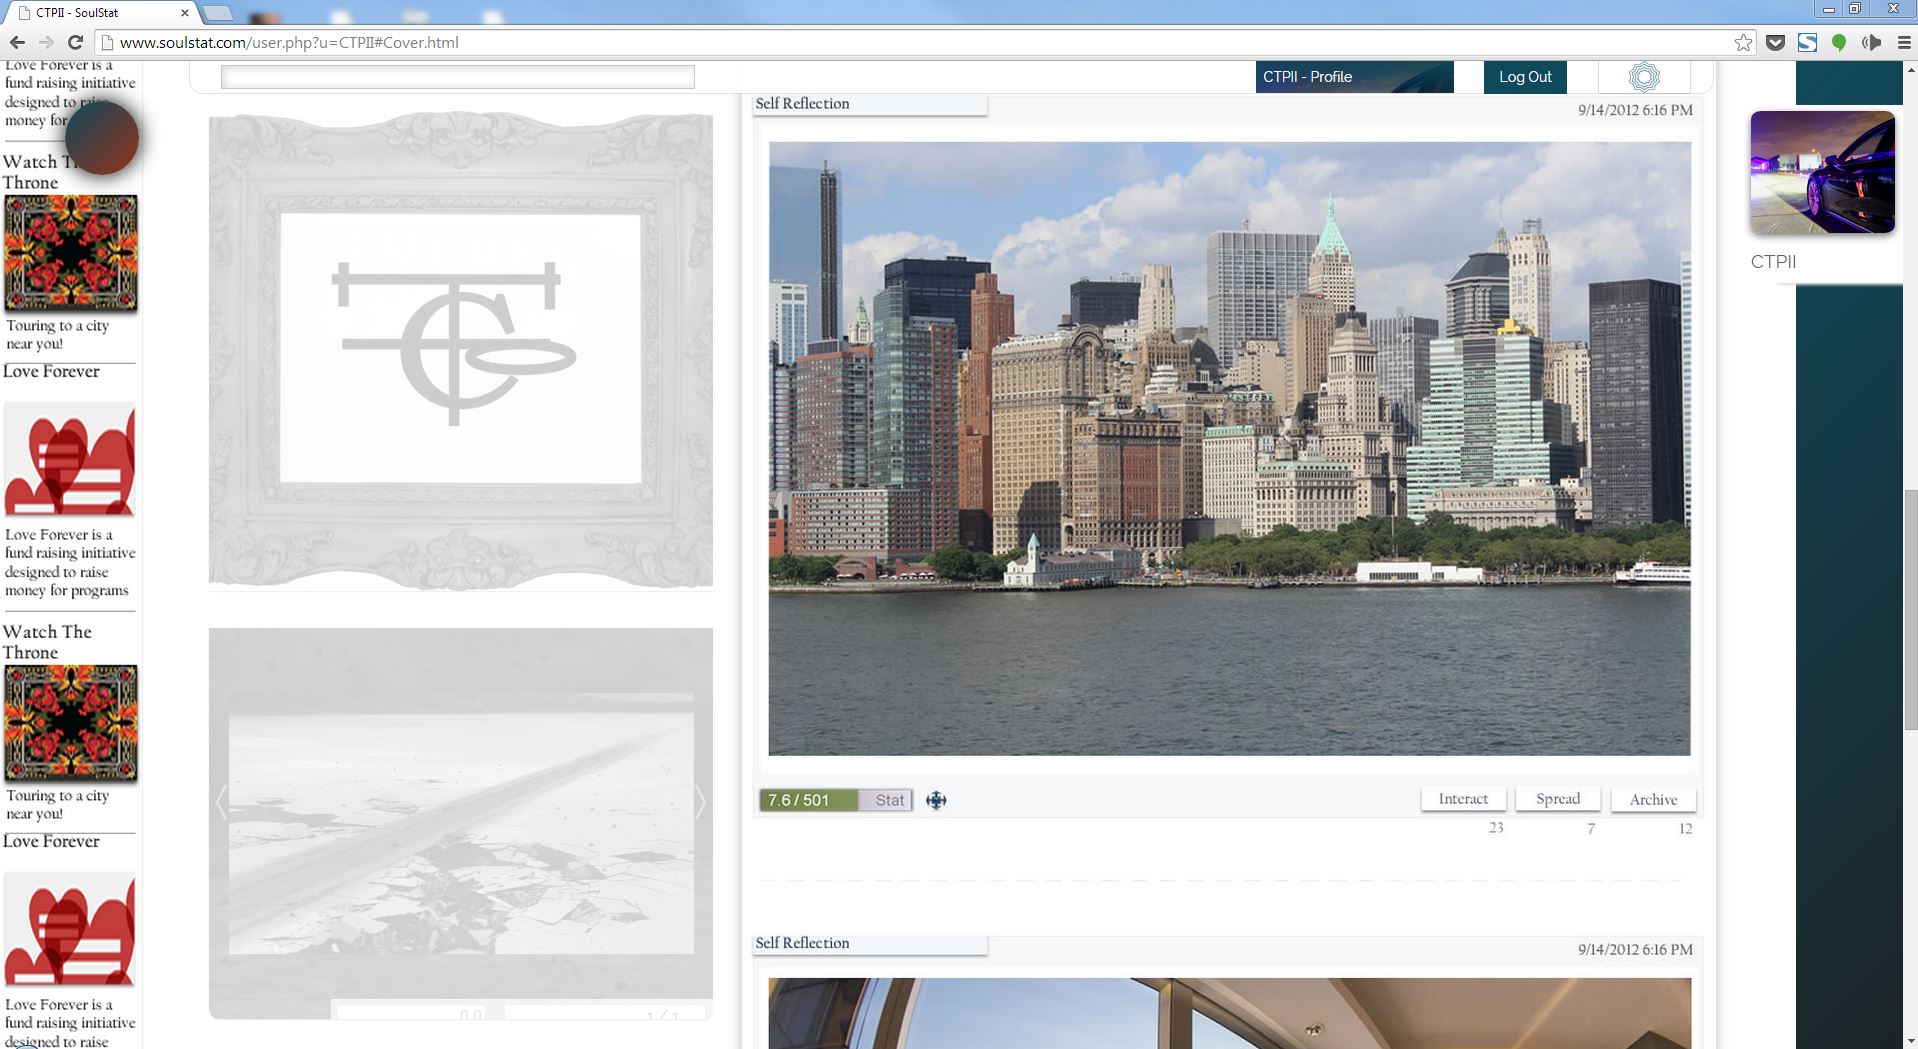 CTPII - SoulStat
www.soulstat.com/user.php?u=CTPII#Cover.html
Love Forever is a
fund raising initiative
designed to raise
money for
Watch
Throne
Touring to a city
near you!
Love Forever
Love Forever is a
fund raising initiative
designed to raise
money for programs
Watch The
Throne
Touring to a city
near you!
Love Forever
Love Forever is a
fund raising initiative
designed to raise
CTPII - Profile
Log Out
0.0
1 / 1
Self Reflection
9/14/2012 6:16 PM
7.6 / 501
Stat
Interact
Spread
Archive
23
7
12
Self Reflection
9/14/2012 6:16 PM
CTPII